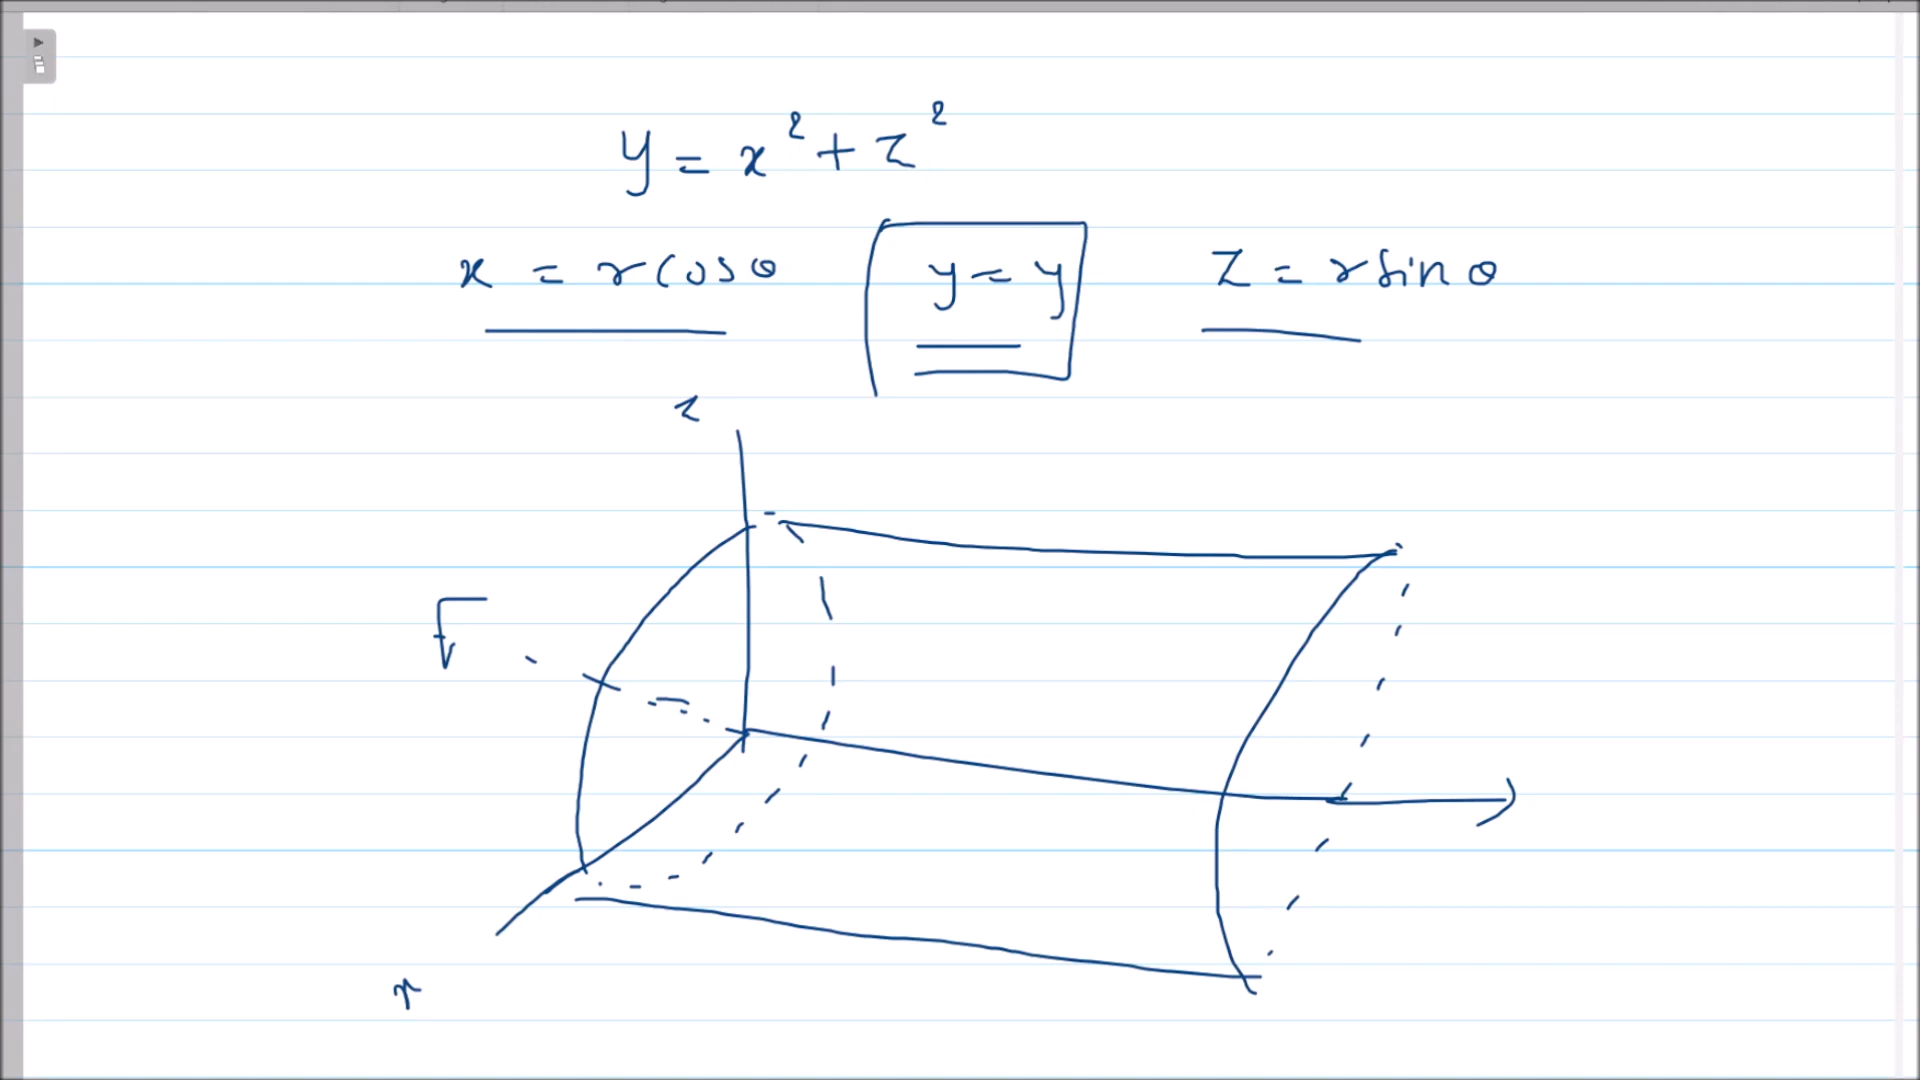 y = x² + z²
x = r cos θ y = y z = r sin θ
z